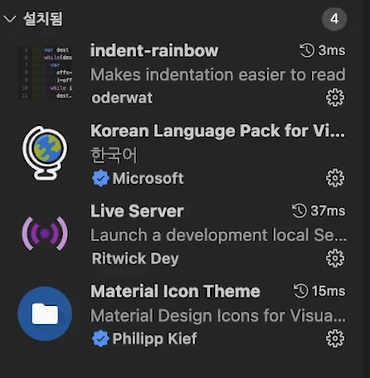 설치됨
4
indent-rainbow
3ms
Makes indentation easier to read
oderwat
Korean Language Pack for Vi...
한국어
Microsoft
Live Server
37ms
Launch a development local Se...
Ritwick Dey
Material Icon Theme
15ms
Material Design Icons for Visua...
Philipp Kief